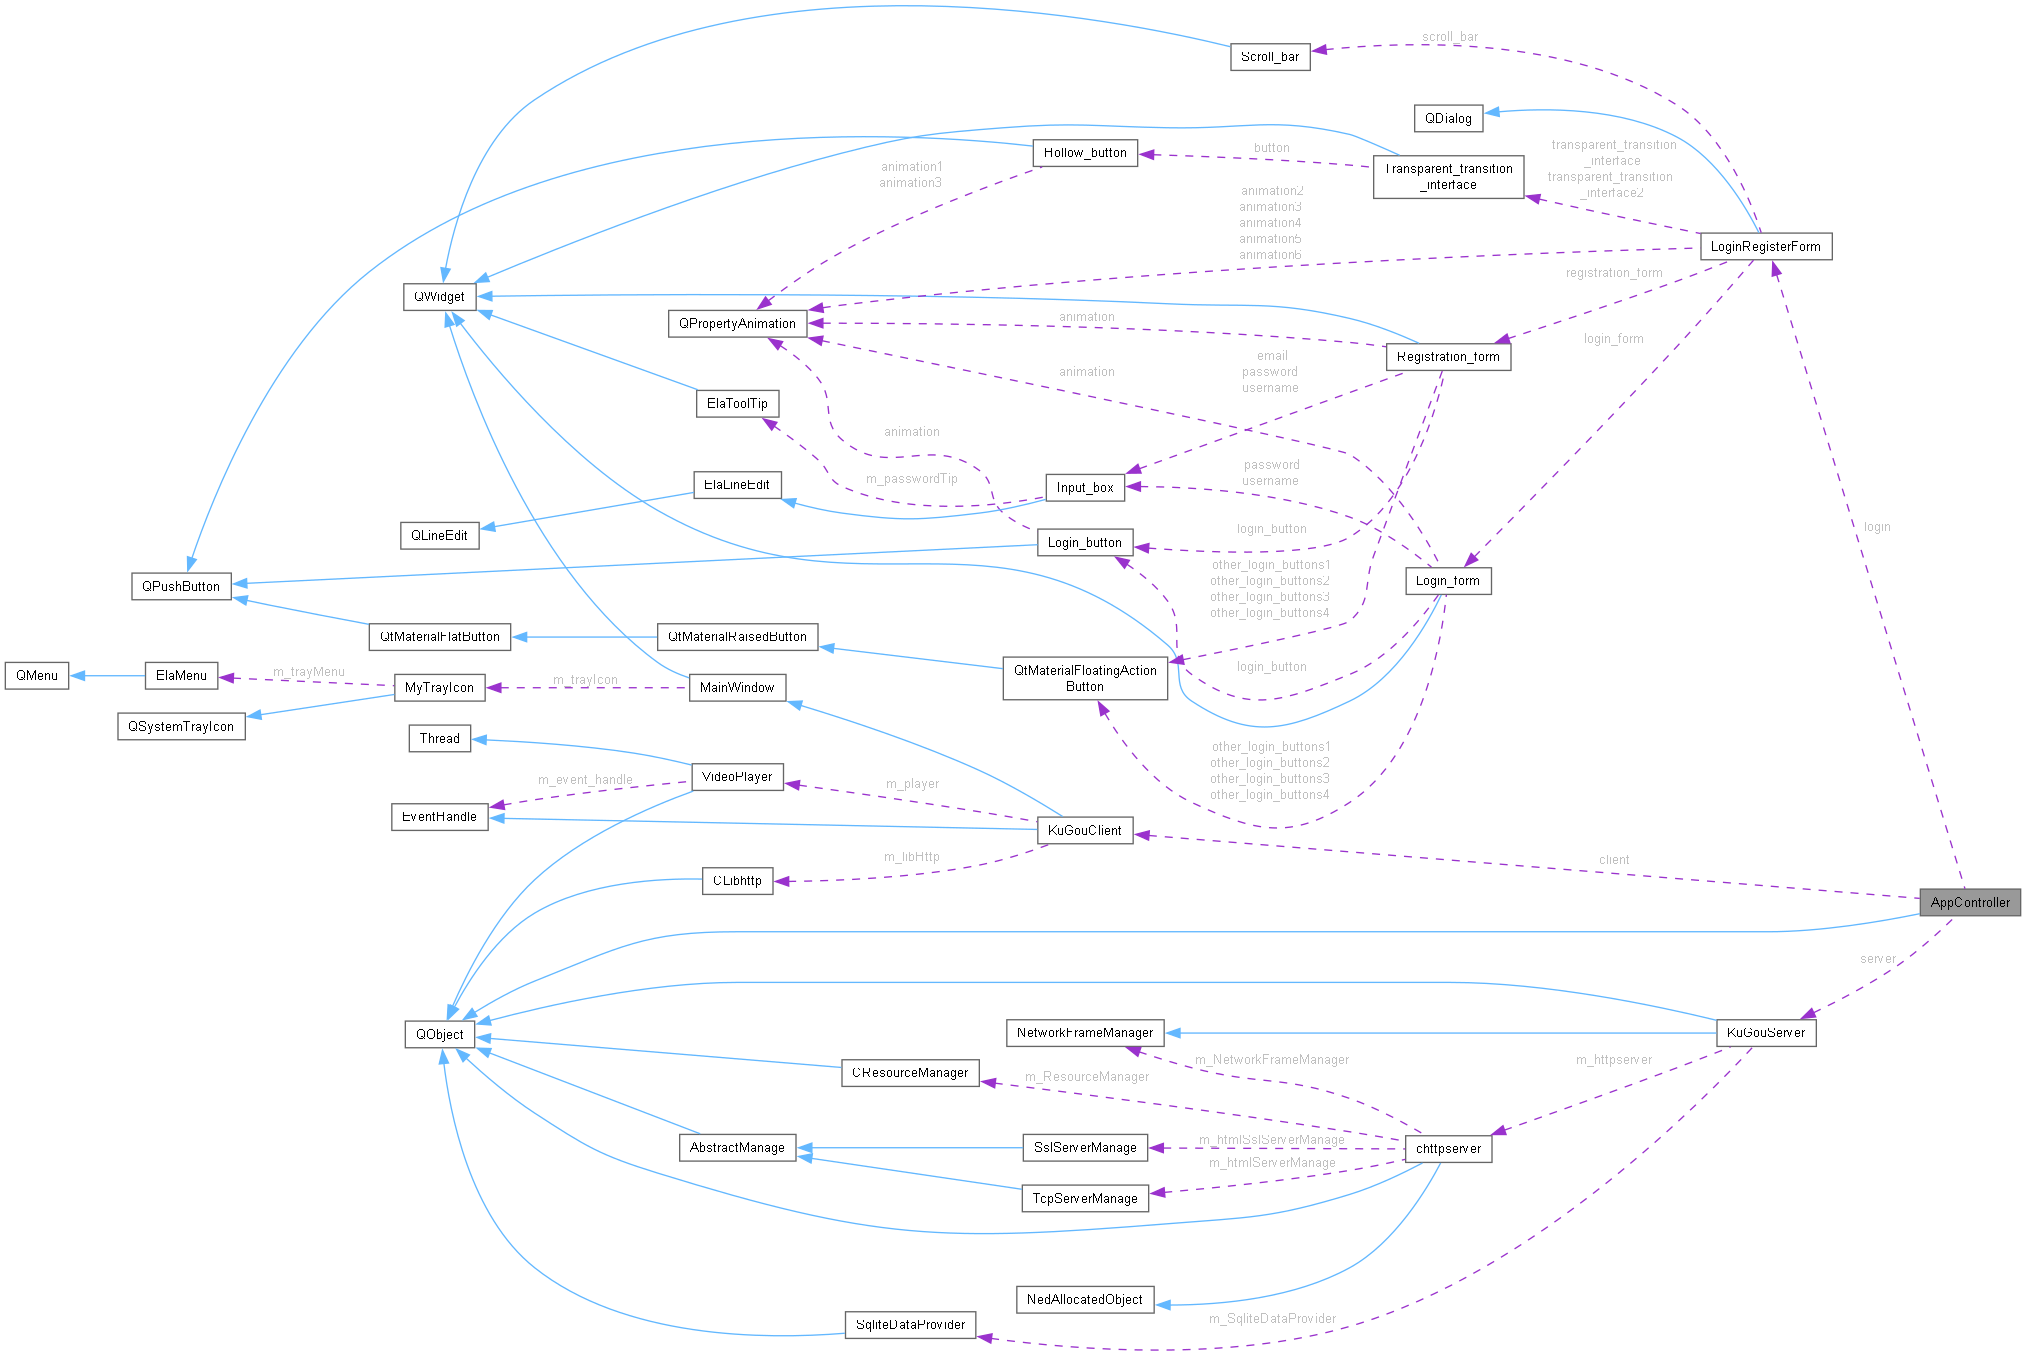 scroll_bar
Scroll_bar
QDialog
Hollow_button
button
Transparent_transition
_interface
transparent_transition
_interface
transparent_transition
_interface2
animation1
animation3
animation2
animation3
animation4
animation5
animation6
LoginRegisterForm
registration_form
QWidget
QPropertyAnimation
animation
Registration_form
login_form
email
password
username
animation
ElaToolTip
animation
m_passwordTip
password
username
ElaLineEdit
Input_box
QLineEdit
Login_button
login_button
login
QPushButton
other_login_buttons1
other_login_buttons2
other_login_buttons3
other_login_buttons4
Login_form
QtMaterialFlatButton
QtMaterialRaisedButton
QMenu
ElaMenu
m_trayMenu
MyTrayIcon
m_trayIcon
MainWindow
QtMaterialFloatingAction
Button
login_button
QSystemTrayIcon
Thread
other_login_buttons1
other_login_buttons2
other_login_buttons3
other_login_buttons4
m_event_handle
VideoPlayer
m_player
EventHandle
KuGouClient
m_libHttp
client
CLibhttp
AppController
server
QObject
NetworkFrameManager
KuGouServer
m_NetworkFrameManager
m_httpserver
CResourceManager
m_ResourceManager
AbstractManage
SslServerManage
m_htmlSslServerManage
chttpserver
m_htmlServerManage
TcpServerManage
NedAllocatedObject
SqliteDataProvider
m_SqliteDataProvider